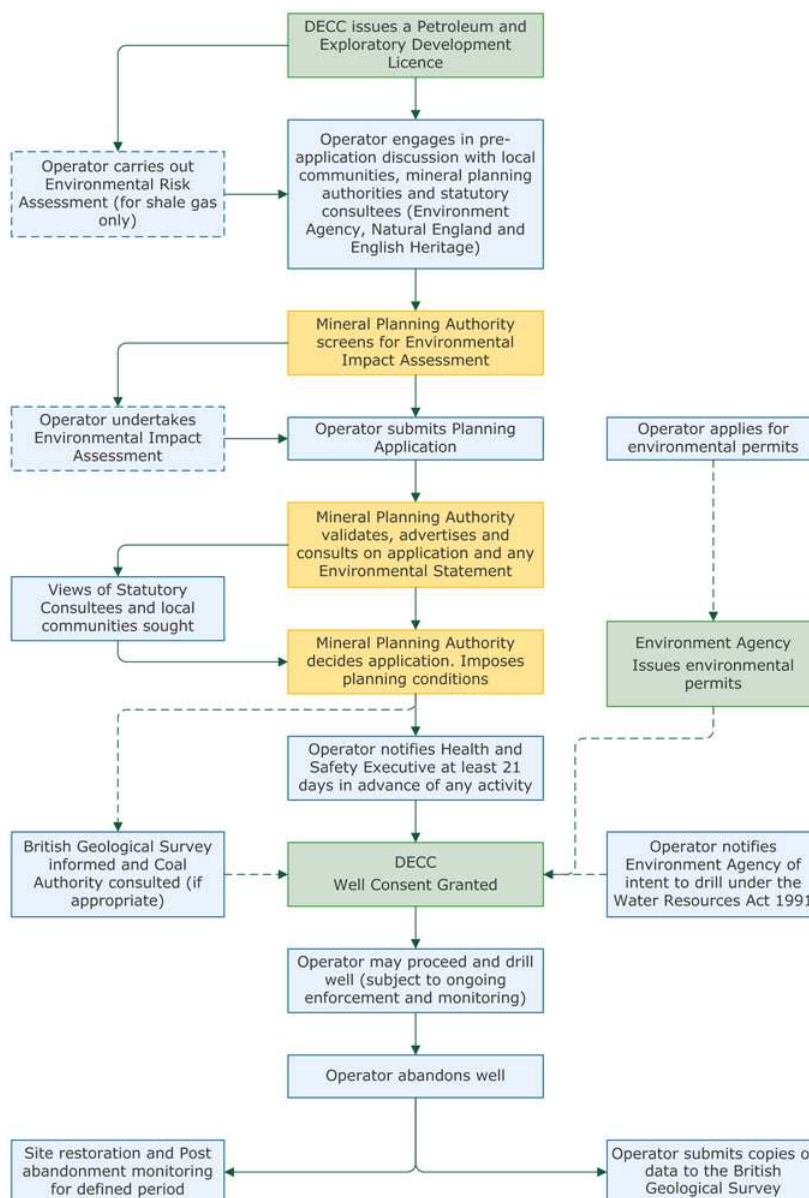 DECC issues a Petroleum and
Exploratory Development
Licence
Operator carries out
Environmental Risk
Assessment (for shale gas
only)
Operator engages in pre-
application discussion with local
communities, mineral planning
authorities and statutory
consultees (Environment
Agency, Natural England and
English Heritage)
Mineral Planning Authority
screens for Environmental
Impact Assessment
Operator undertakes
Environmental Impact
Assessment
Operator submits Planning
Application
Operator applies for
environmental permits
Mineral Planning Authority
validates, advertises and
consults on application and any
Environmental Statement
Views of Statutory
Consultees and local
communities sought
Mineral Planning Authority
decides application. Imposes
planning conditions
Environment Agency
Issues environmental
permits
Operator notifies Health and
Safety Executive at least 21
days in advance of any activity
British Geological Survey
informed and Coal
Authority consulted (if
appropriate)
DECC
Well Consent Granted
Operator notifies
Environment Agency of
intent to drill under the
Water Resources Act 1991
Operator may proceed and drill
well (subject to ongoing
enforcement and monitoring)
Operator abandons well
Site restoration and Post
abandonment monitoring
for defined period
Operator submits copies o
data to the British
Geological Survey